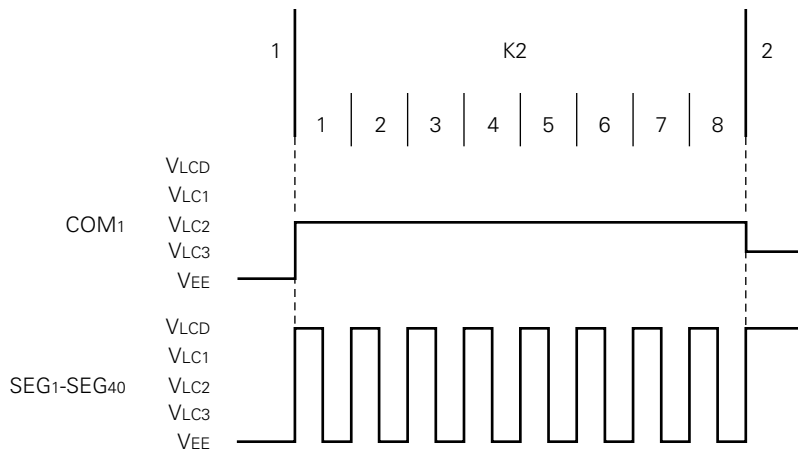 1 K2 2
1 2 3 4 5 6 7 8
VLCD
VLC1
COM1 VLC2
VLC3
VEE
VLCD
VLC1
SEG1-SEG40 VLC2
VLC3
VEE